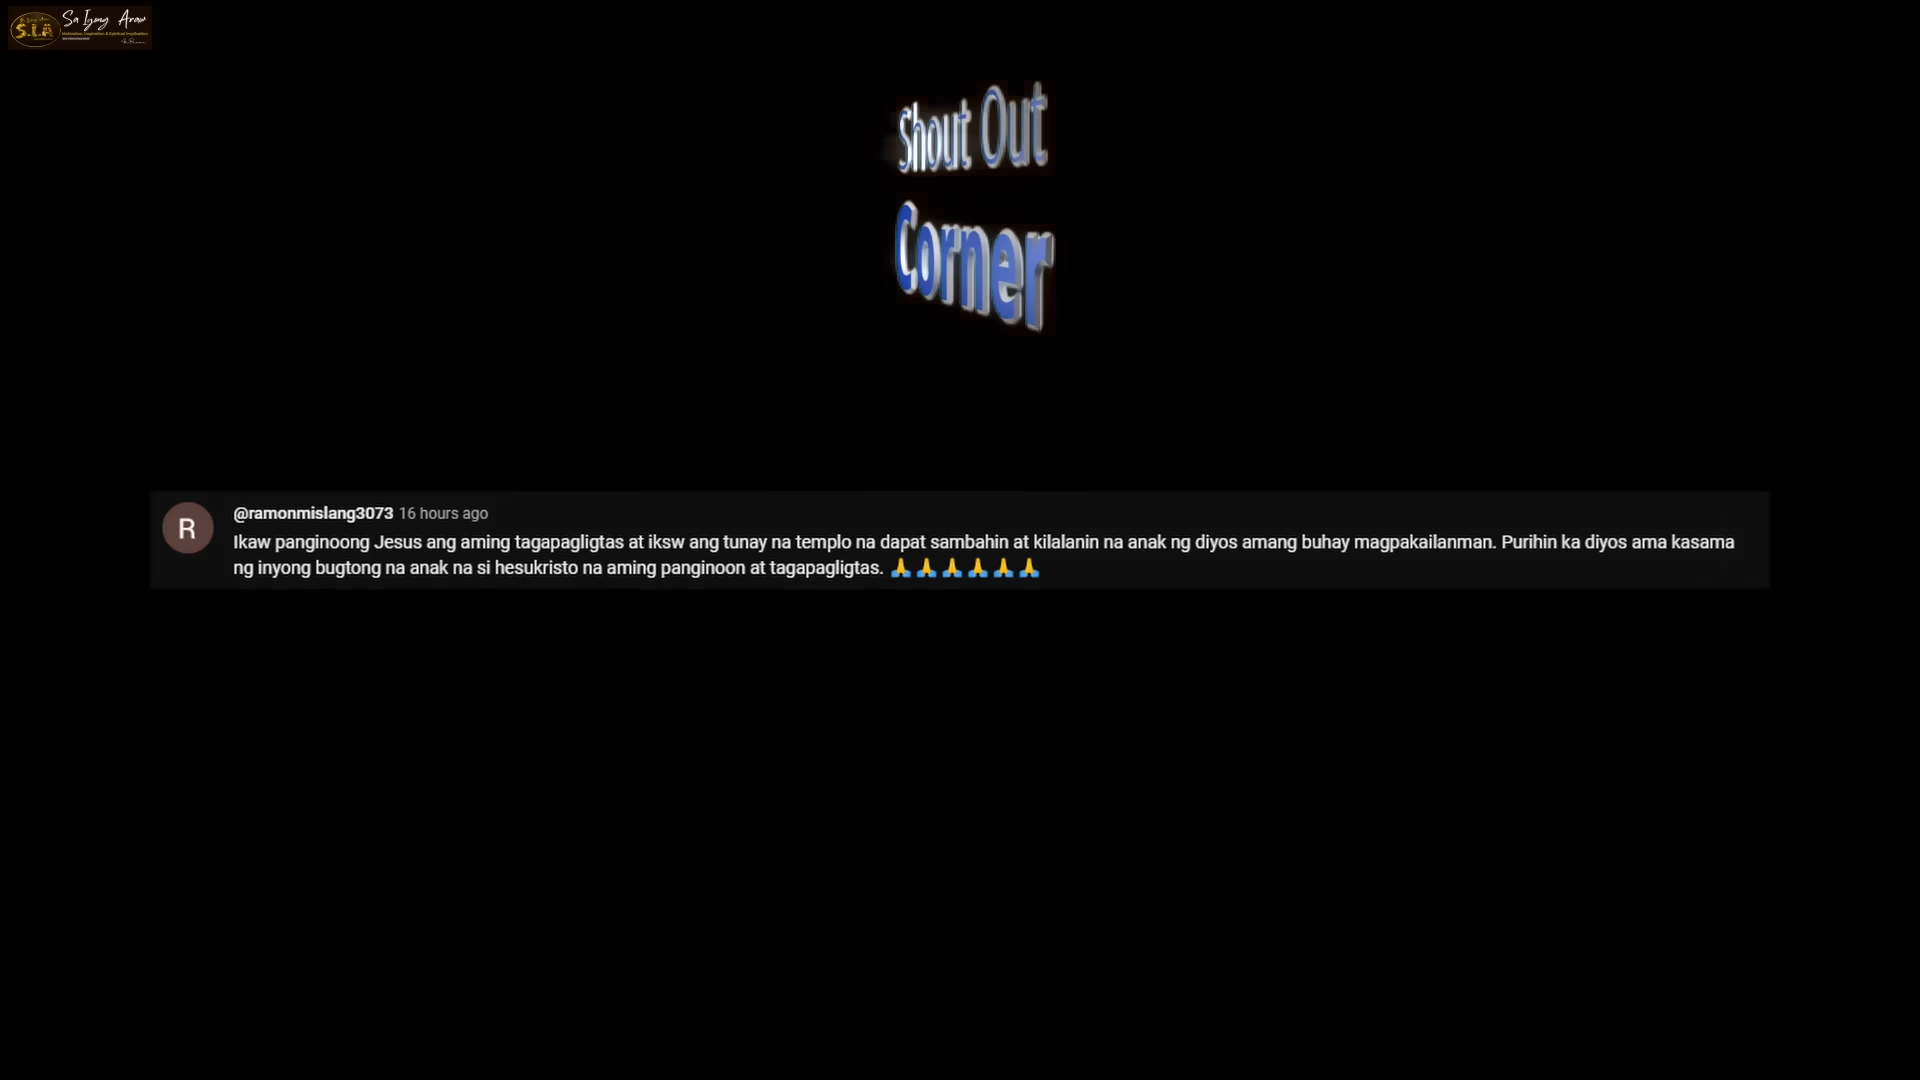 S.I.A
Sa Iyong Araw
Shout Out
Corner
R
@ramonmislang3073 16 hours ago
Ikaw panginoong Jesus ang aming tagapagligtas at iksw ang tunay na templo na dapat sambahin at kilalanin na anak ng diyos amang buhay magpakailanman. Purihin ka diyos ama kasama
ng inyong bugtong na anak na si hesukristo na aming panginoon at tagapagligtas. 🙏🙏🙏🙏🙏🙏